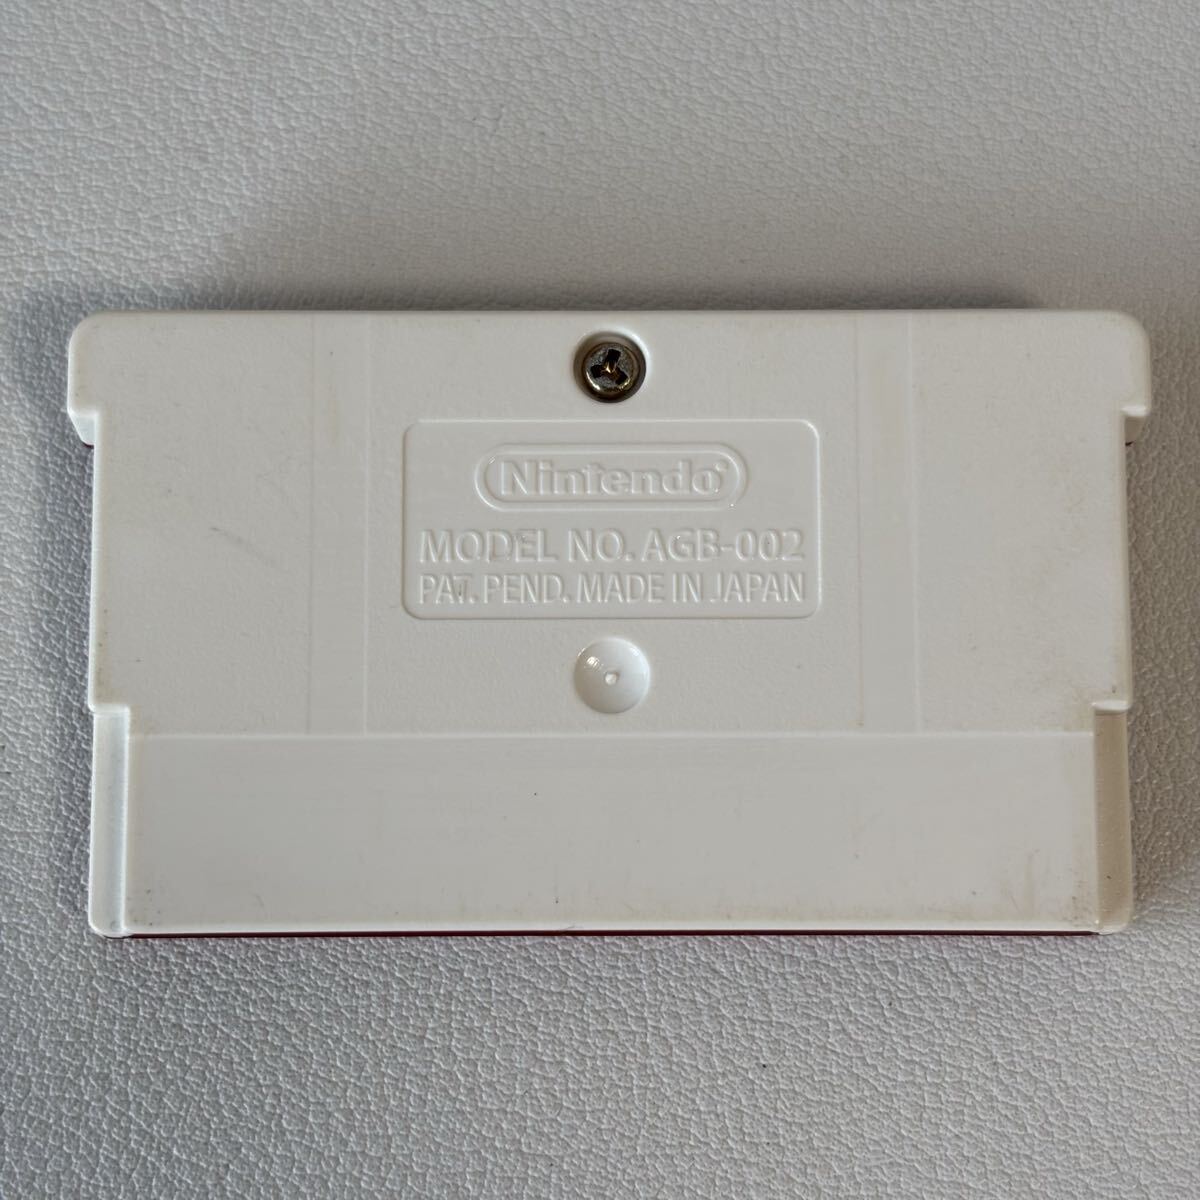 Nintendo®
MODEL NO. AGB-002
PAT. PEND. MADE IN JAPAN